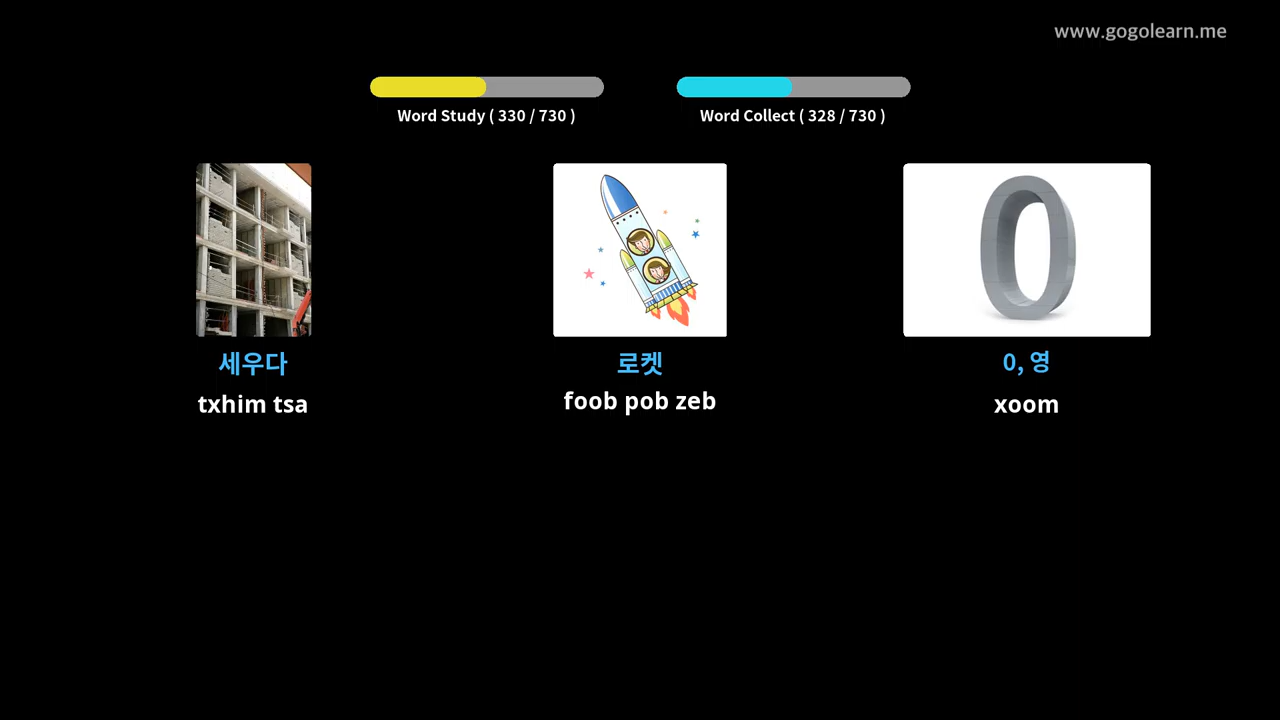 www.gogolearn.me
Word Study ( 330 / 730 )
Word Collect ( 328 / 730 )
세우다
txhim tsa
로켓
foob pob zeb
0, 영
xoom